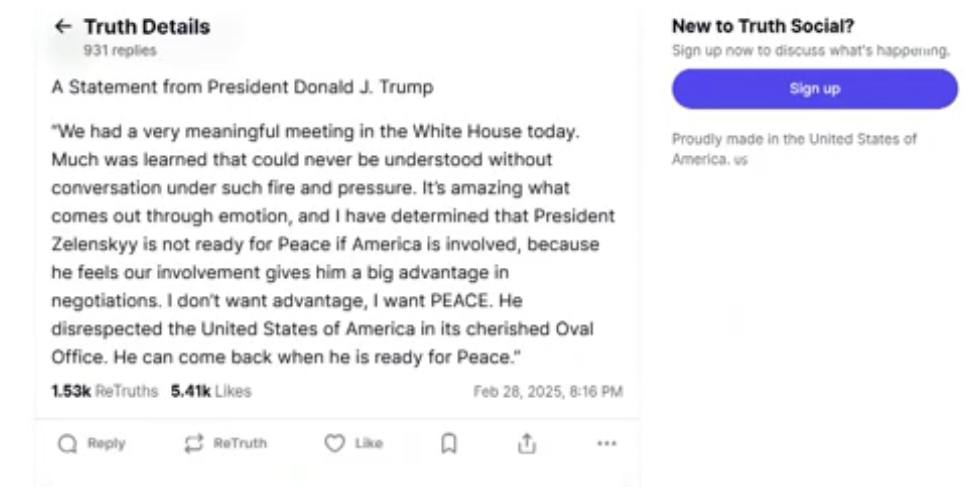 ← Truth Details
931 replies
A Statement from President Donald J. Trump
“We had a very meaningful meeting in the White House today.
Much was learned that could never be understood without
conversation under such fire and pressure. It’s amazing what
comes out through emotion, and I have determined that President
Zelenskyy is not ready for Peace if America is involved, because
he feels our involvement gives him a big advantage in
negotiations. I don’t want advantage, I want PEACE. He
disrespected the United States of America in its cherished Oval
Office. He can come back when he is ready for Peace.”
1.53k ReTruths 5.41k Likes Feb 28, 2025, 8:16 PM
Reply ReTruth Like
New to Truth Social?
Sign up now to discuss what's happening.
Sign up
Proudly made in the United States of
America. us